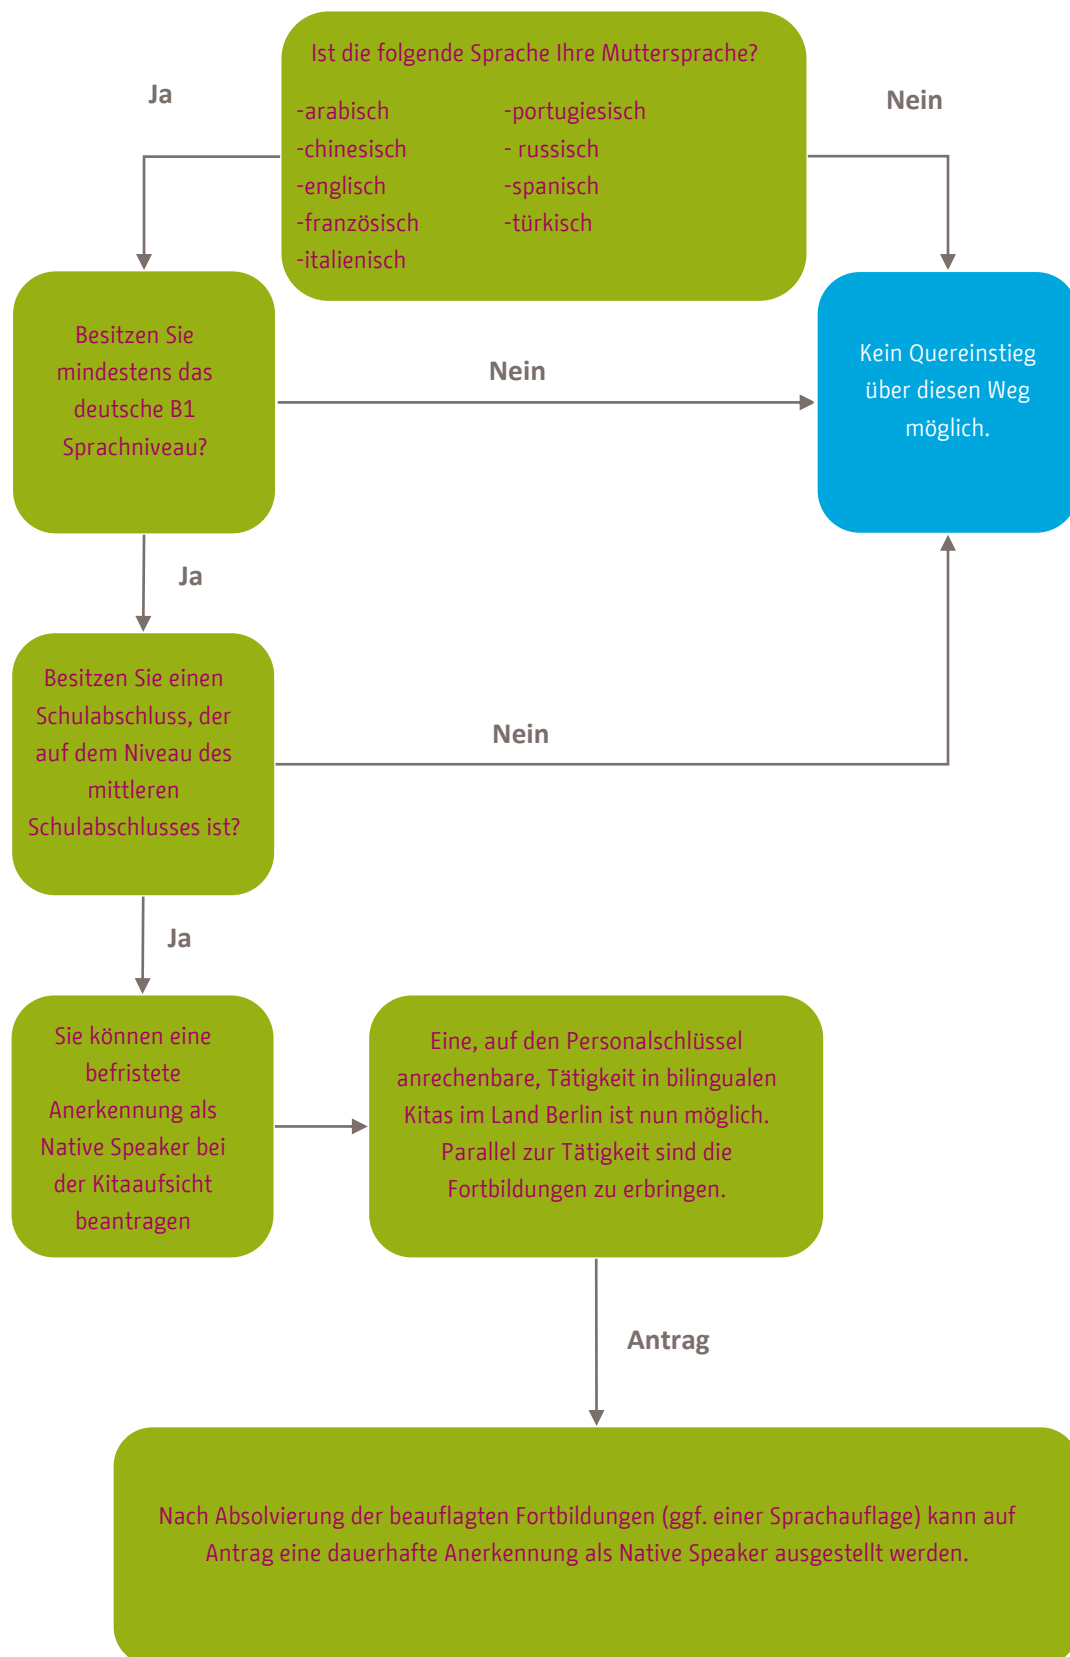 Ist die folgende Sprache Ihre Muttersprache?
Ja
Nein
-arabisch
-chinesisch
-englisch
-französisch
-italienisch
-portugiesisch
- russisch
-spanisch
-türkisch
Besitzen Sie
mindestens das
deutsche B1
Sprachniveau?
Nein
Kein Quereinstieg
über diesen Weg
möglich.
Ja
Besitzen Sie einen
Schulabschluss, der
auf dem Niveau des
mittleren
Schulabschlusses ist?
Nein
Ja
Sie können eine
befristete
Anerkennung als
Native Speaker bei
der Kitaaufsicht
beantragen
Eine, auf den Personalschlüssel
anrechenbare, Tätigkeit in bilingualen
Kitas im Land Berlin ist nun möglich.
Parallel zur Tätigkeit sind die
Fortbildungen zu erbringen.
Antrag
Nach Absolvierung der beauflagten Fortbildungen (ggf. einer Sprachauflage) kann auf
Antrag eine dauerhafte Anerkennung als Native Speaker ausgestellt werden.